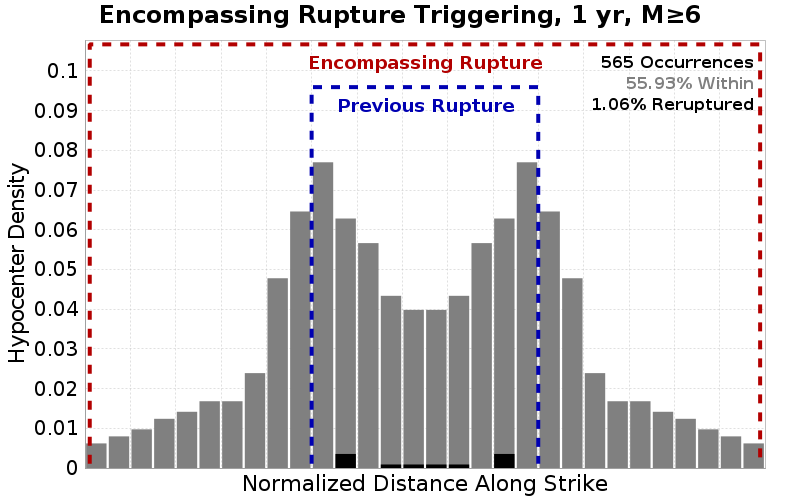 Encompassing Rupture Triggering, 1 yr, M≥6
Encompassing Rupture
565 Occurrences
55.93% Within
1.06% Reruptured
Previous Rupture
Hypocenter Density
0.1
0.09
0.08
0.07
0.06
0.05
0.04
0.03
0.02
0.01
0
Normalized Distance Along Strike